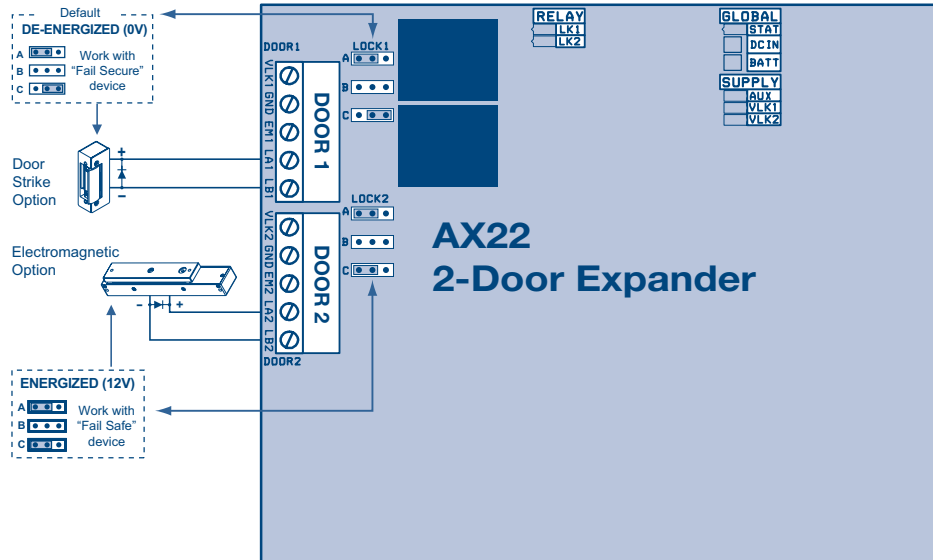 Default
DE-ENERGIZED (0V)
A
B
C
Work with
"Fail Secure"
device
Door
Strike
Option
+
-
Electromagnetic
Option
- +
ENERGIZED (12V)
A
B
C
Work with
"Fail Safe"
device
DOOR1
VLK1 GND EM1 LA1 LB1
DOOR 1
LOCK1
A
B
C
VLK2 GND EM2 LA2 LB2
DOOR 2
DOOR2
LOCK2
A
B
C
RELAY
LK1
LK2
GLOBAL
STAT
DCIN
BATT
SUPPLY
AUX
VLK1
VLK2
AX22
2-Door Expander